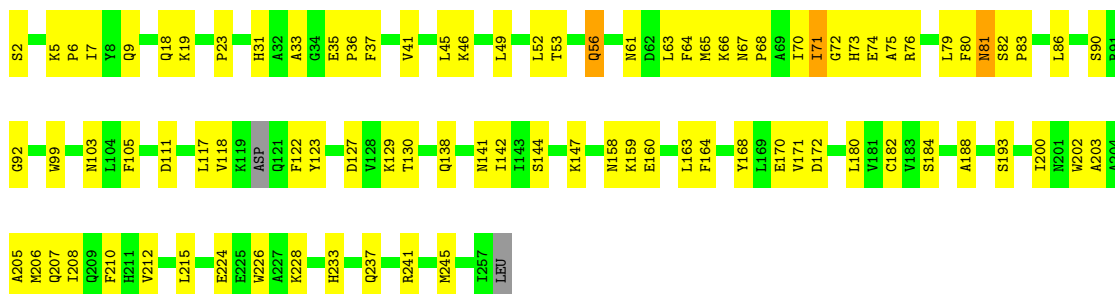 S2 K5 P6 I7 Y8 Q9 Q18 K19 P23 H31 A32 A33 G34 E35 P36 F37 V41 L45 K46 L49 L52 T53 Q56 N61 D62 L63 F64 M65 K66 N67 P68 A69 I70 I71 G72 H73 E74 A75 R76 L79 F80 N81 S82 P83 L86 S90 P91
G92 W99 N103 L104 F105 D111 L117 V118 K119 ASP Q121 F122 Y123 D127 V128 K129 T130 Q138 N141 I142 I143 S144 K147 N158 K159 E160 L163 F164 Y168 L169 E170 V171 D172 L180 V181 C182 V183 S184 A188 S193 I200 N201 W202 A203 A204
A205 M206 Q207 I208 Q209 F210 H211 V212 L215 E224 E225 W226 A227 K228 H233 Q237 R241 M245 I257 LEU